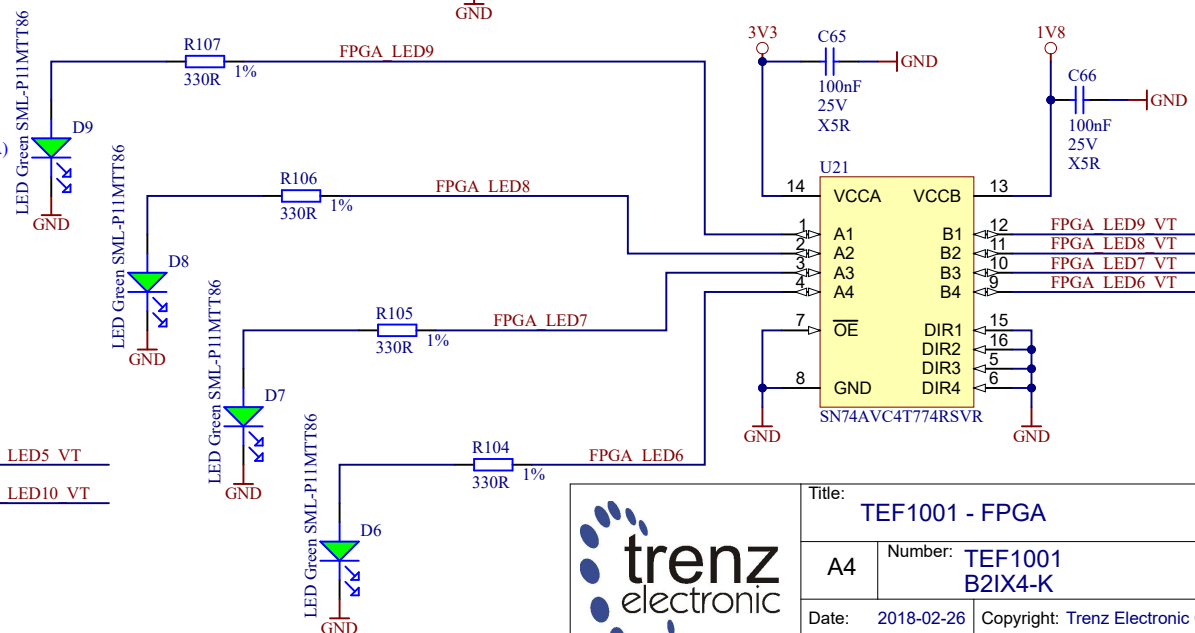 GND
LED Green SML-P11MTT86
R107
330R
1%
FPGA_LED9
D9
GND
)
LED Green SML-P11MTT86
R106
330R
1%
FPGA_LED8
D8
GND
LED Green SML-P11MTT86
R105
330R
1%
FPGA_LED7
D7
GND
LED Green SML-P11MTT86
R104
330R
1%
FPGA_LED6
D6
GND
LED5_VT
LED10_VT
3V3
C65
GND
100nF
25V
X5R
1V8
C66
GND
100nF
25V
X5R
U21
14 VCCA VCCB 13
1 A1 B1 12 FPGA_LED9_VT
2 A2 B2 11 FPGA_LED8_VT
3 A3 B3 10 FPGA_LED7_VT
4 A4 B4 9 FPGA_LED6_VT
7 OE DIR1 15
DIR2 16
DIR3 5
8 GND DIR4 6
SN74AVC4T774RSVR
GND
GND
trenz
electronic
Title:
TEF1001 - FPGA
A4
Number: TEF1001
B2IX4-K
Date: 2018-02-26
Copyright: Trenz Electronic